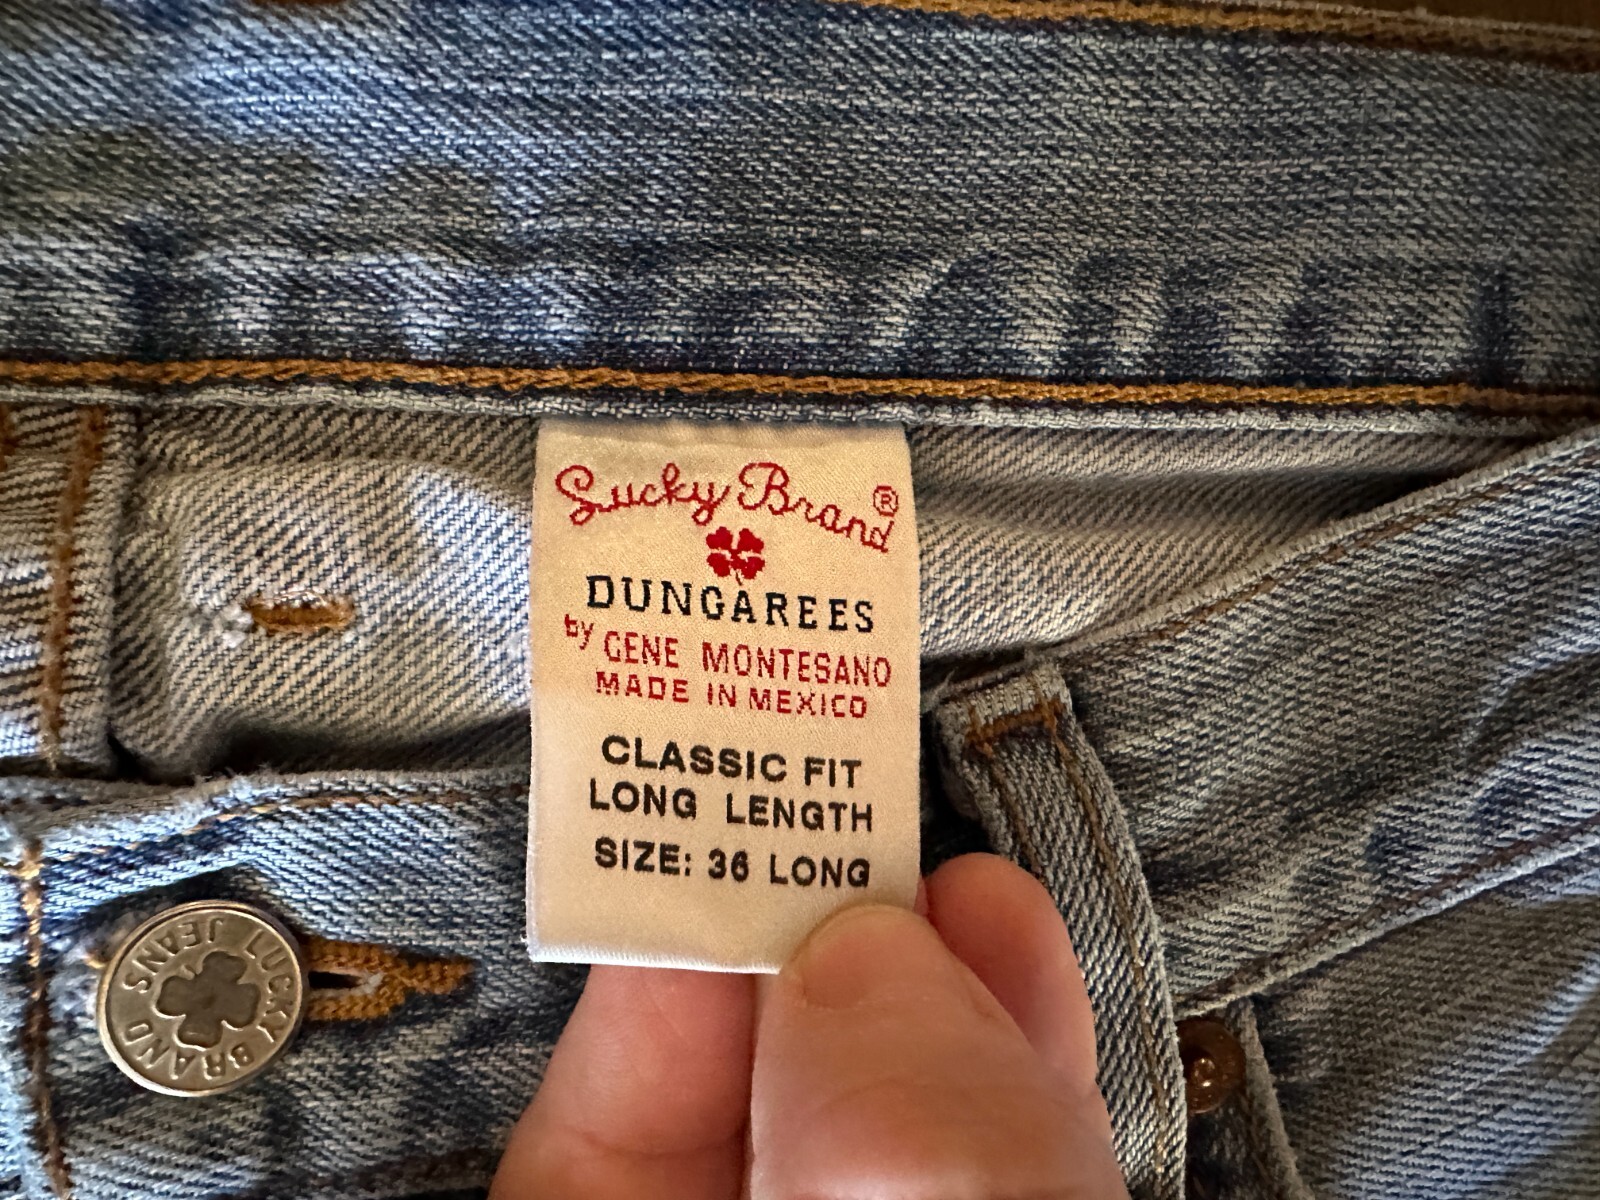 Lucky Brand®
DUNGAREES
by GENE MONTESANO
MADE IN MEXICO
CLASSIC FIT
LONG LENGTH
SIZE: 36 LONG
LUCKY BRAND JEANS